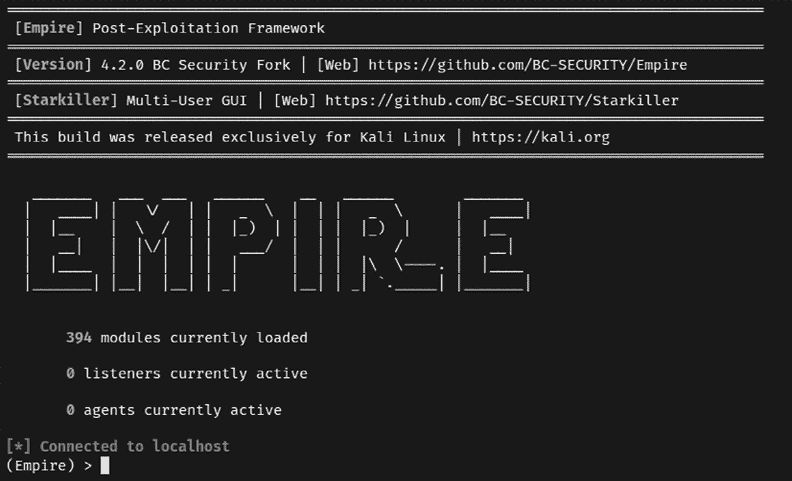 [Empire] Post-Exploitation Framework
[Version] 4.2.0 BC Security Fork | [Web] https://github.com/BC-SECURITY/Empire
[Starkiller] Multi-User GUI | [Web] https://github.com/BC-SECURITY/Starkiller
This build was released exclusively for Kali Linux | https://kali.org
EMPIRE
394 modules currently loaded
0 listeners currently active
0 agents currently active
[*] Connected to localhost
(Empire) >